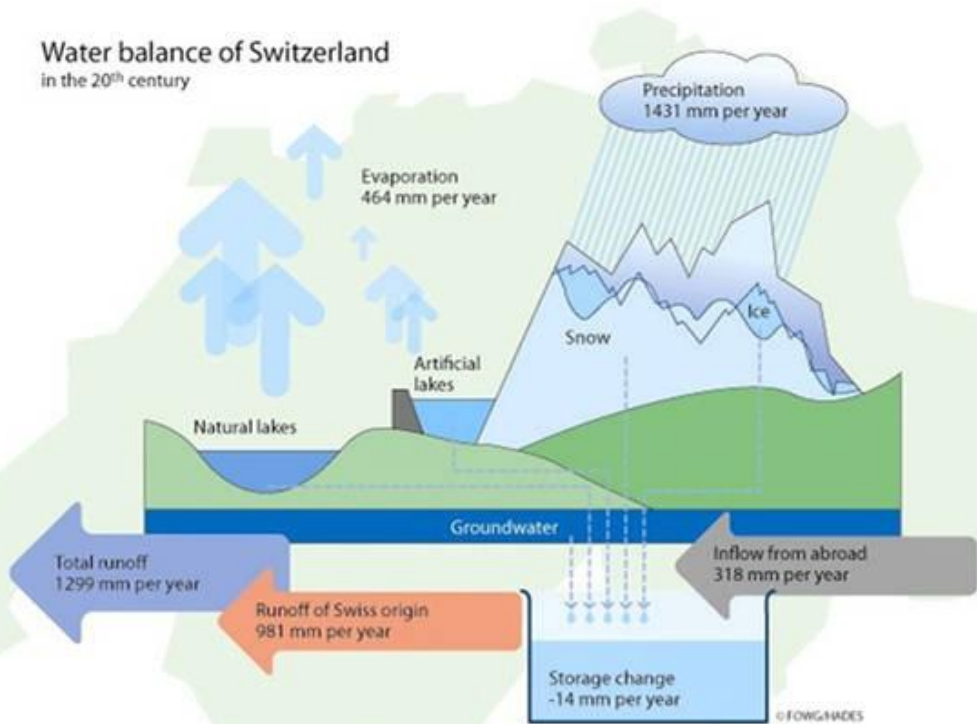 Water balance of Switzerland
in the 20th century
Precipitation
1431 mm per year
Evaporation
464 mm per year
Ice
Snow
Artificial
lakes
Natural lakes
Groundwater
Total runoff
1299 mm per year
Inflow from abroad
318 mm per year
Runoff of Swiss origin
981 mm per year
Storage change
-14 mm per year
© FOWG/HADES